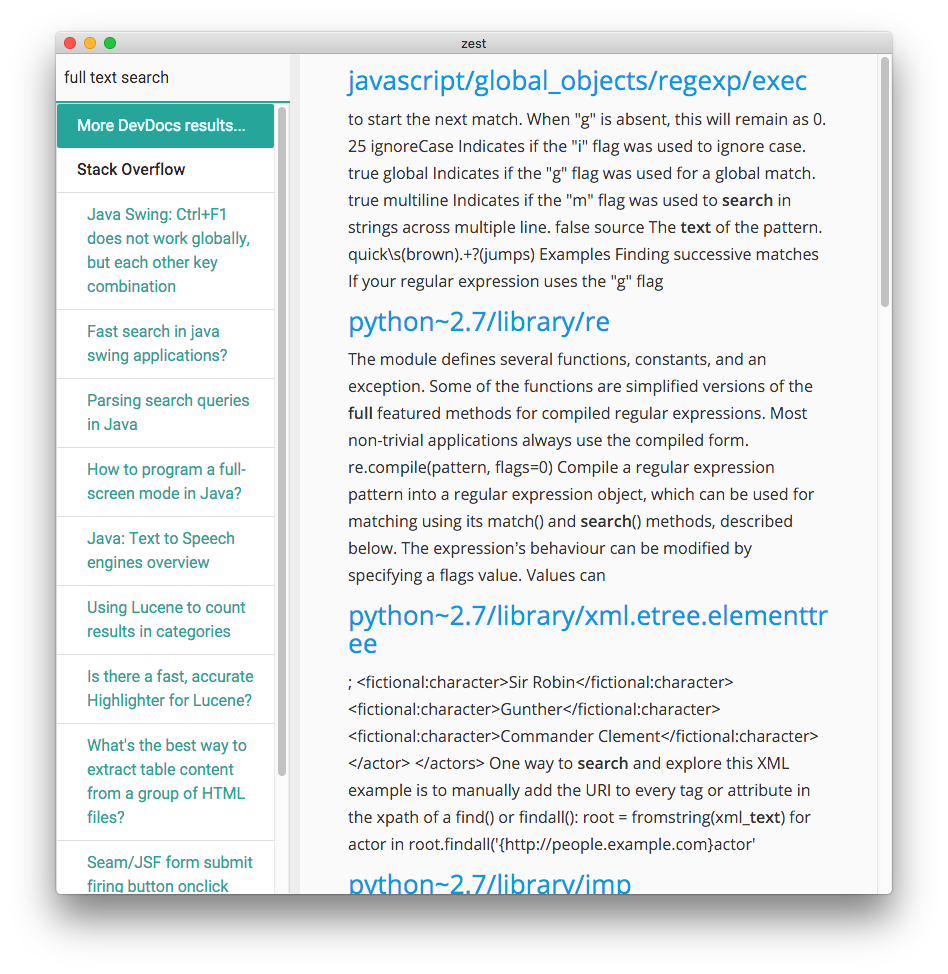 zest
full text search
More DevDocs results...
Stack Overflow
Java Swing: Ctrl+F1
does not work globally,
but each other key
combination
Fast search in java
swing applications?
Parsing search queries
in Java
How to program a full-
screen mode in Java?
Java: Text to Speech
engines overview
Using Lucene to count
results in categories
Is there a fast, accurate
Highlighter for Lucene?
What's the best way to
extract table content
from a group of HTML
files?
Seam/JSF form submit
firing button onclick
javascript/global_objects/regexp/exec
to start the next match. When "g" is absent, this will remain as 0.
25 ignoreCase Indicates if the "i" flag was used to ignore case.
true global Indicates if the "g" flag was used for a global match.
true multiline Indicates if the "m" flag was used to search in
strings across multiple line. false source The text of the pattern.
quick\s(brown).+?(jumps) Examples Finding successive matches
If your regular expression uses the "g" flag
python~2.7/library/re
The module defines several functions, constants, and an
exception. Some of the functions are simplified versions of the
full featured methods for compiled regular expressions. Most
non-trivial applications always use the compiled form.
re.compile(pattern, flags=0) Compile a regular expression
pattern into a regular expression object, which can be used for
matching using its match() and search() methods, described
below. The expression's behaviour can be modified by
specifying a flags value. Values can
python~2.7/library/xml.etree.elementtr
ee
; <fictional:character>Sir Robin</fictional:character>
<fictional:character>Gunther</fictional:character>
<fictional:character>Commander Clement</fictional:character>
</actor> </actors> One way to search and explore this XML
example is to manually add the URI to every tag or attribute in
the xpath of a find() or findall(): root = fromstring(xml_text) for
actor in root.findall('{http://people.example.com}actor'
python~2.7/library/imp